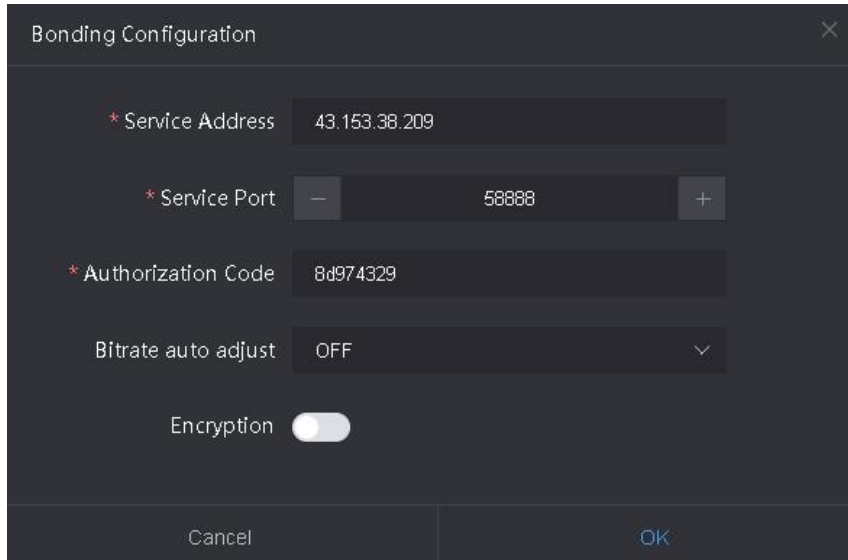 Bonding Configuration
* Service Address 43.153.38.209
* Service Port 58888
* Authorization Code 8d974329
Bitrate auto adjust OFF
Encryption
Cancel OK